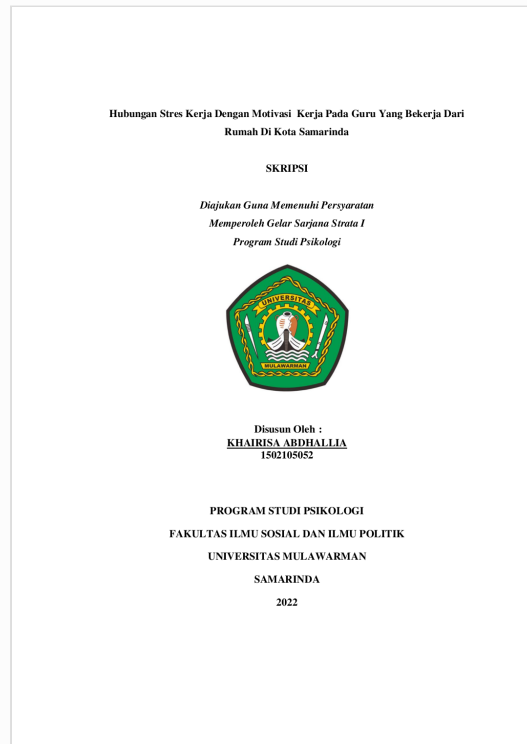 Hubungan Stres Kerja Dengan Motivasi  Kerja Pada Guru Yang Bekerja Dari
Rumah Di Kota Samarinda
SKRIPSI
Diajukan Guna Memenuhi Persyaratan
Memperoleh Gelar Sarjana Strata I
Program Studi Psikologi
UNIVERSITAS
MULAWARMAN
Disusun Oleh :
KHAIRISA ABDHALLIA
1502105052
PROGRAM STUDI PSIKOLOGI
FAKULTAS ILMU SOSIAL DAN ILMU POLITIK
UNIVERSITAS MULAWARMAN
SAMARINDA
2022